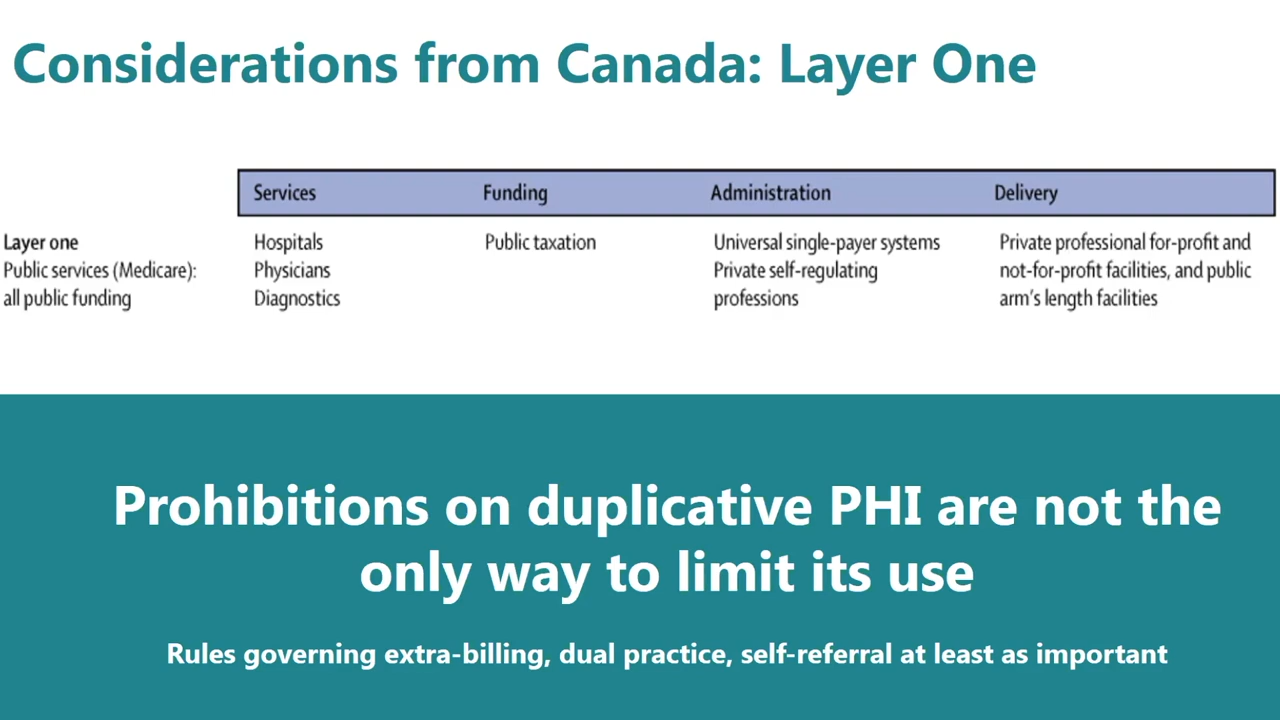 Considerations from Canada: Layer One
Services Funding Administration Delivery
Layer one Hospitals Public taxation Universal single-payer systems Private professional for-profit and
Public services (Medicare): Physicians Private self-regulating not-for-profit facilities, and public
all public funding Diagnostics professions arm's length facilities
Prohibitions on duplicative PHI are not the
only way to limit its use
Rules governing extra-billing, dual practice, self-referral at least as important